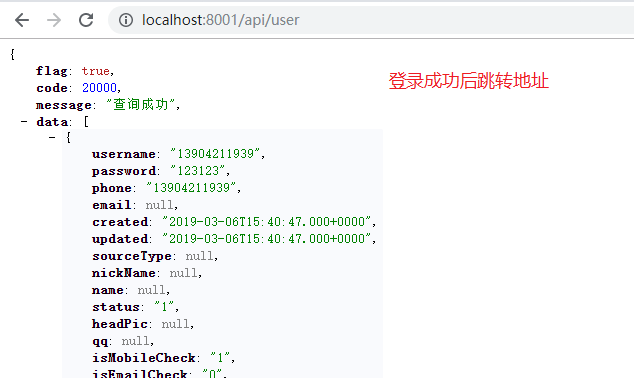 localhost:8001/api/user
{
flag: true,
登录成功后跳转地址
code: 20000,
message: "查询成功",
- data: [
- {
username: "13904211939",
password: "123123",
phone: "13904211939",
email: null,
created: "2019-03-06T15:40:47.000+0000",
updated: "2019-03-06T15:40:47.000+0000",
sourceType: null,
nickName: null,
name: null,
status: "1",
headPic: null,
qq: null,
isMobileCheck: "1",
isEmailCheck: "0",